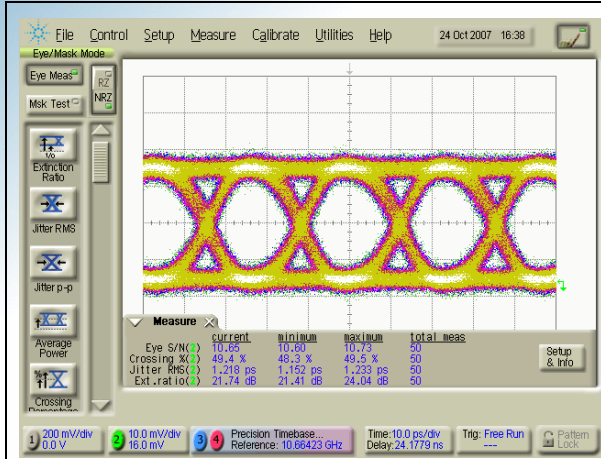 File Control Setup Measure Calibrate Utilities Help 24 Oct 2007 16:38
Eye/Mask Mode
Eye Meas
RZ
NRZ
Msk Test
1/0
Extinction
Ratio
Jitter RMS
Jitter p-p
Average
Power
%
Crossing
Percentage
Measure
current minimum maximum total meas
Eye S/N(2) 10.65 10.60 10.73 50
Crossing %(2) 49.4 % 48.3 % 49.5 % 50
Jitter RMS(2) 1.218 ps 1.152 ps 1.233 ps 50
Ext.ratio(2) 21.74 dB 21.41 dB 24.04 dB 50
Setup
& Info
1) 200 mV/div
0.0 V
2) 10.0 mV/div
16.0 mV
3 4 Precision Timebase...
Reference: 10.66423 GHz
Time:10.0 ps/div
Delay:24.1779 ns
Trig: Free Run
---
Pattern
Lock